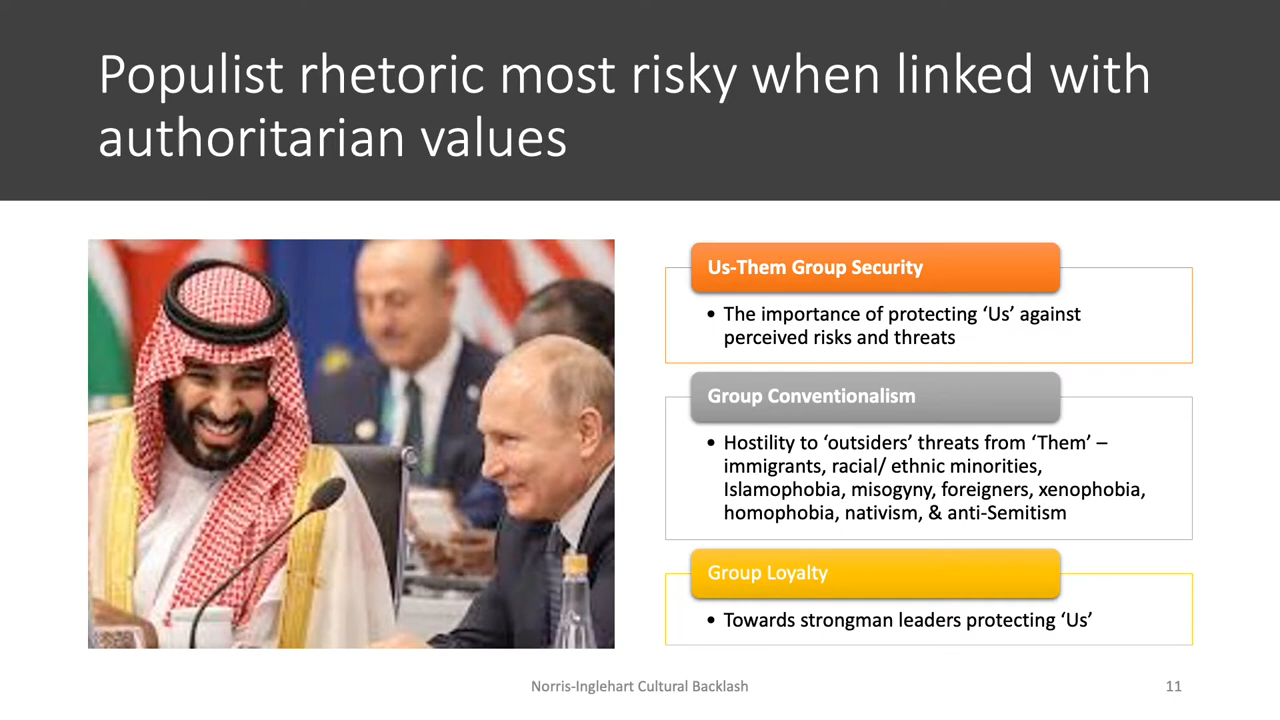 Populist rhetoric most risky when linked with
authoritarian values
Us-Them Group Security
• The importance of protecting ‘Us’ against
perceived risks and threats
Group Conventionalism
• Hostility to ‘outsiders’ threats from ‘Them’ –
immigrants, racial/ ethnic minorities,
Islamophobia, misogyny, foreigners, xenophobia,
homophobia, nativism, & anti-Semitism
Group Loyalty
• Towards strongman leaders protecting ‘Us’
Norris-Inglehart Cultural Backlash
11